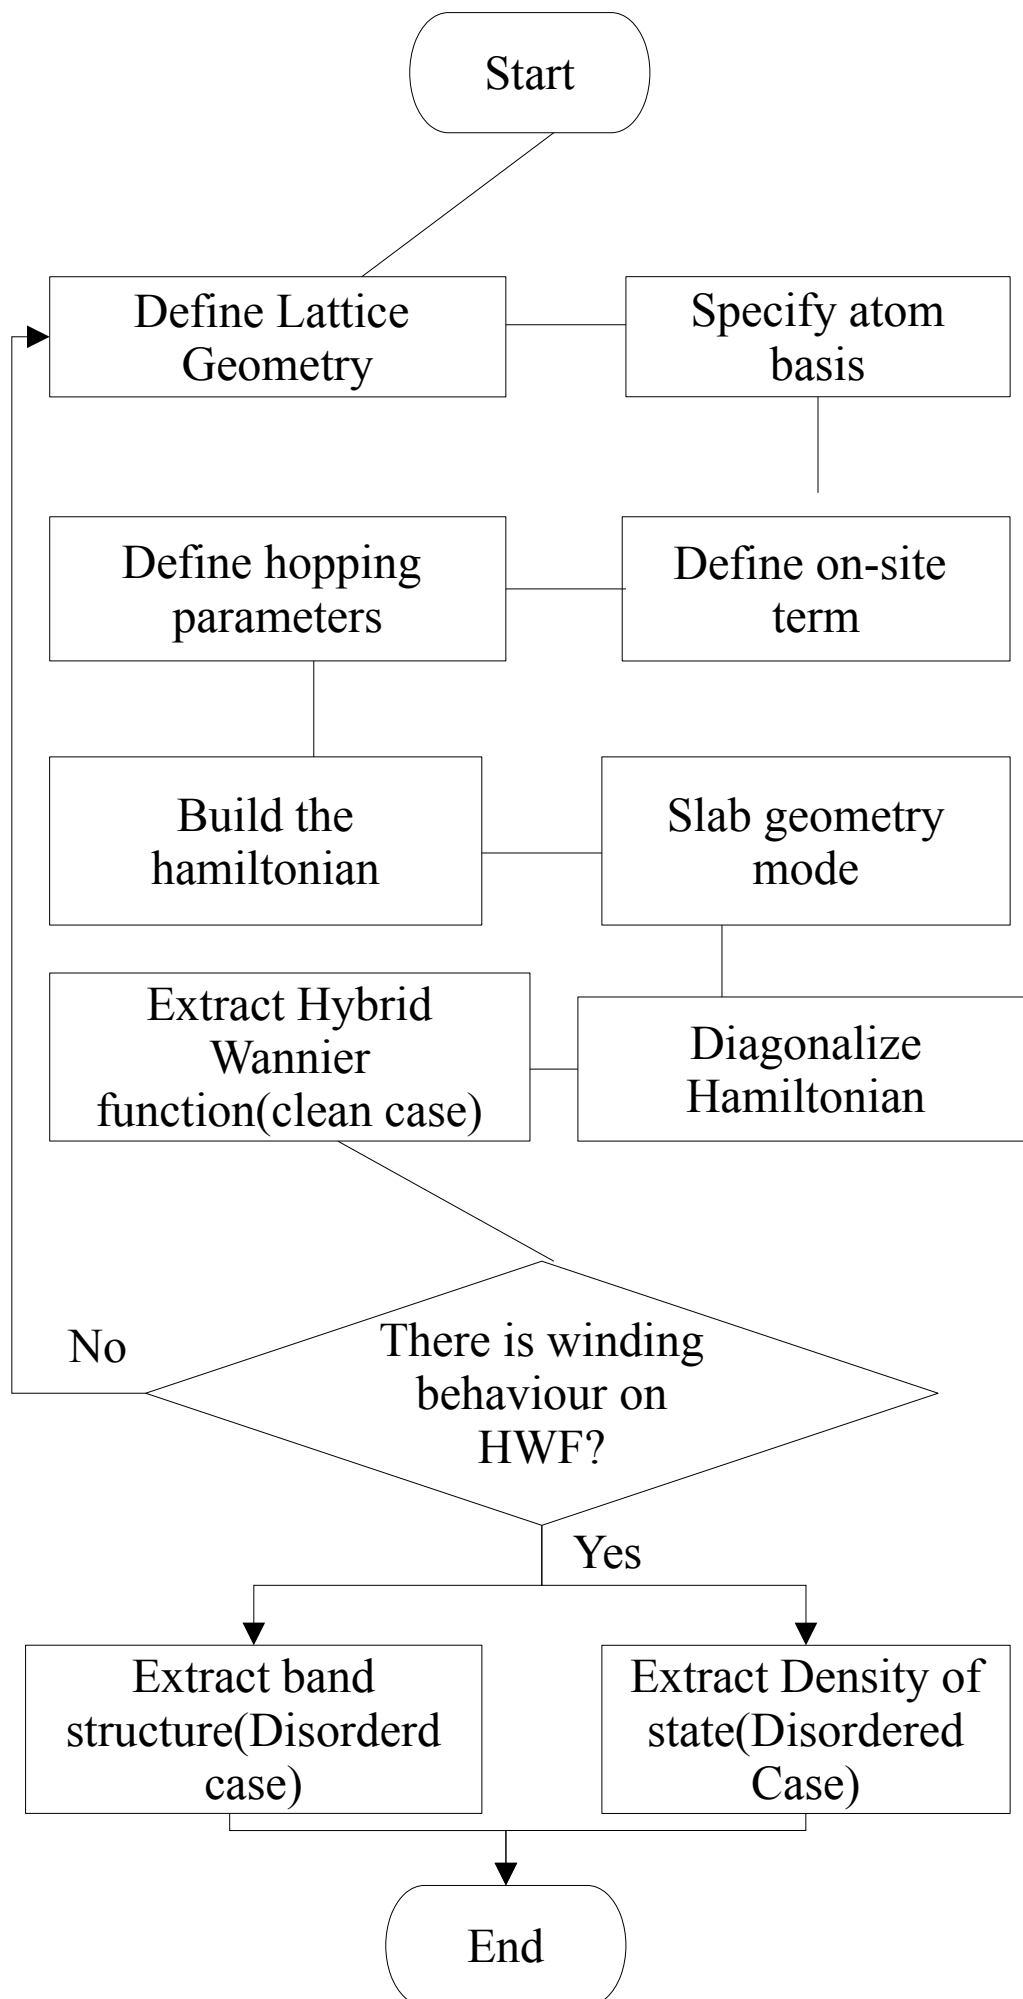 Start
Define Lattice
Geometry
Specify atom
basis
Define hopping
parameters
Define on-site
term
Build the
hamiltonian
Slab geometry
mode
Extract Hybrid
Wannier
function(clean case)
Diagonalize
Hamiltonian
There is winding
behaviour on
HWF?
No
Yes
Extract band
structure(Disorderd
case)
Extract Density of
state(Disordered
Case)
End